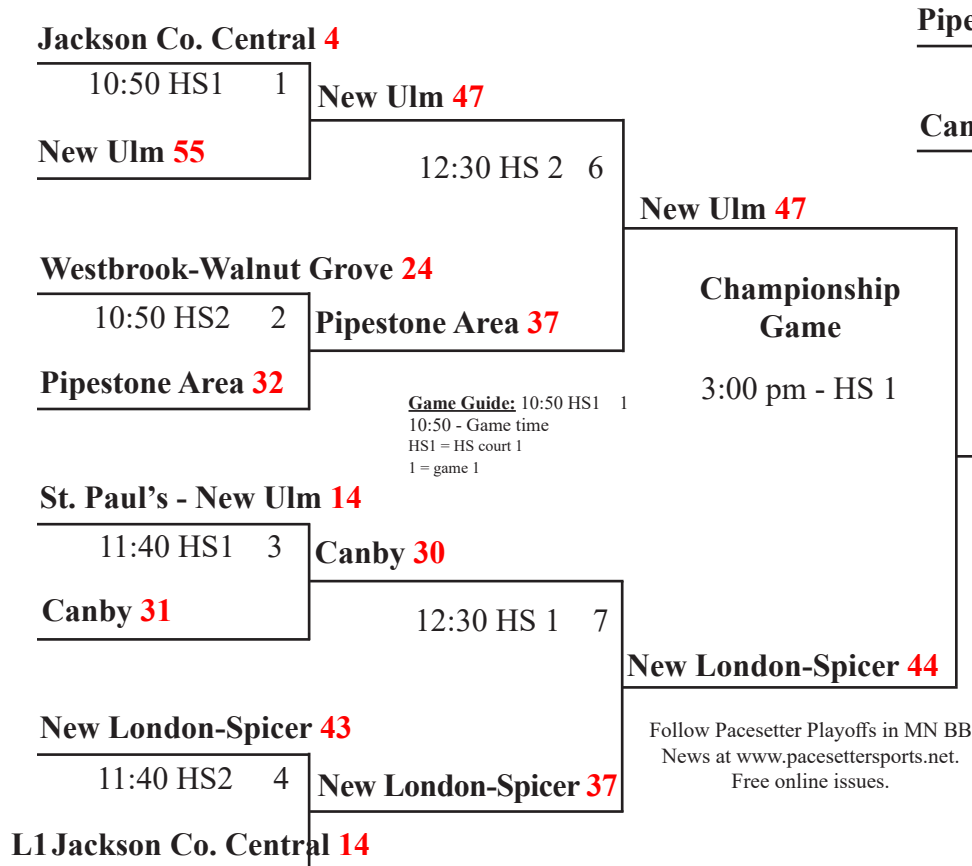 Jackson Co. Central 4
10:50 HS1 1
New Ulm 55
New Ulm 47
12:30 HS 2 6
Westbrook-Walnut Grove 24
10:50 HS2 2
Pipestone Area 32
Pipestone Area 37
New Ulm 47
Championship
Game
3:00 pm - HS 1
Game Guide: 10:50 HS1 1
10:50 - Game time
HS1 = HS court 1
1 = game 1
St. Paul's - New Ulm 14
11:40 HS1 3
Canby 31
Canby 30
12:30 HS 1 7
New London-Spicer 43
11:40 HS2 4
L1 Jackson Co. Central 14
New London-Spicer 37
New London-Spicer 44
Follow Pacesetter Playoffs in MN BB
News at www.pacesettersports.net.
Free online issues.
Pipe
Can